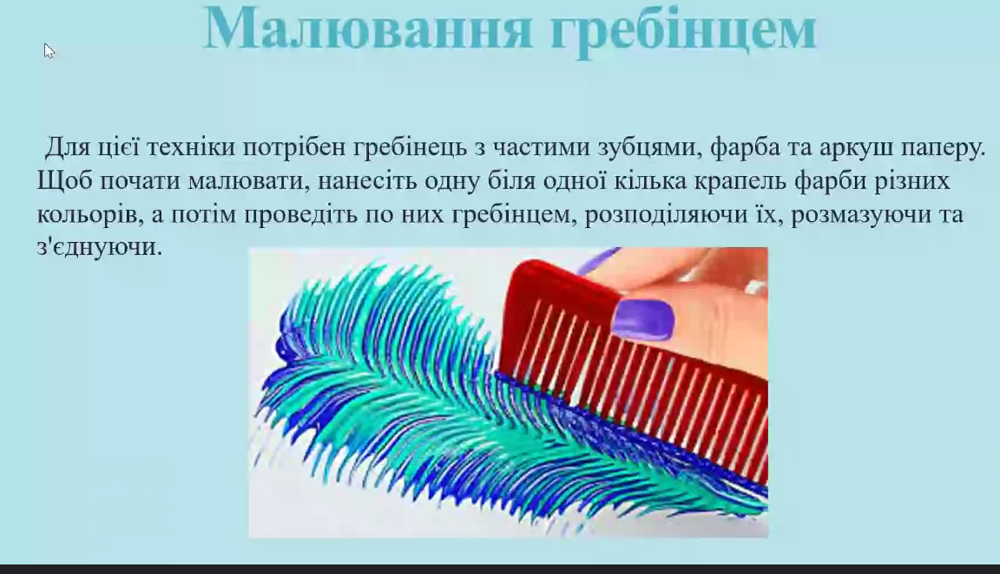 Малювання гребінцем
Для цієї техніки потрібен гребінець з частими зубцями, фарба та аркуш паперу.
Щоб почати малювати, нанесіть одну біля одної кілька крапель фарби різних
кольорів, а потім проведіть по них гребінцем, розподіляючи їх, розмазуючи та
з'єднуючи.